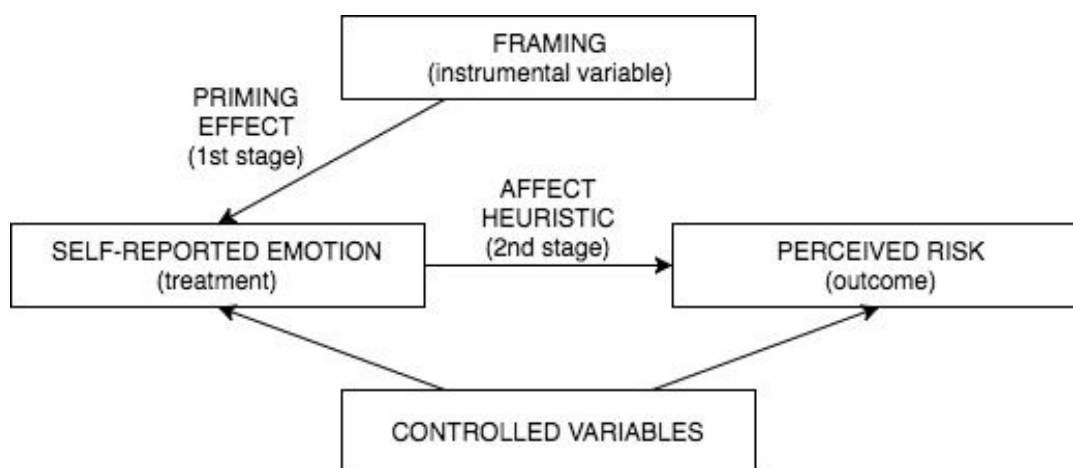 FRAMING
(instrumental variable)
PRIMING
EFFECT
(1st stage)
AFFECT
HEURISTIC
(2nd stage)
SELF-REPORTED EMOTION
(treatment)
PERCEIVED RISK
(outcome)
CONTROLLED VARIABLES